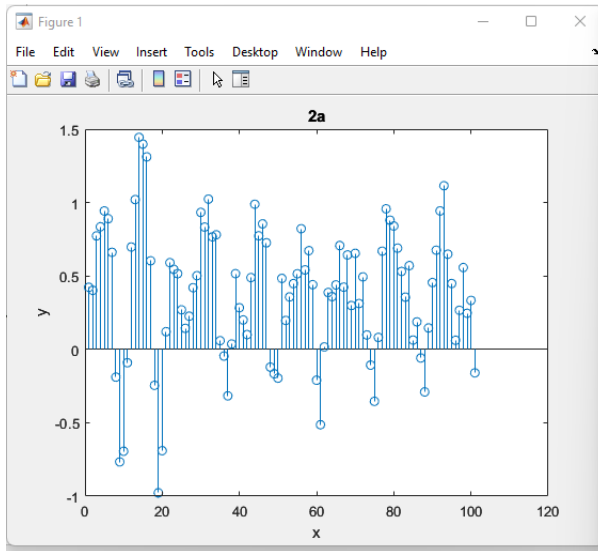 Figure 1
File Edit View Insert Tools Desktop Window Help
2a
1.5
1
0.5
0
-0.5
-1
y
0 20 40 60 80 100 120
x